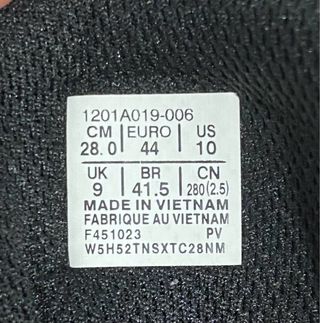 1201A019-006
CM EURO US
28.0 44 10
UK BR CN
9 41.5 280(2.5)
MADE IN VIETNAM
FABRIQUE AU VIETNAM
F451023 PV
W5H52TNSXTC28NM